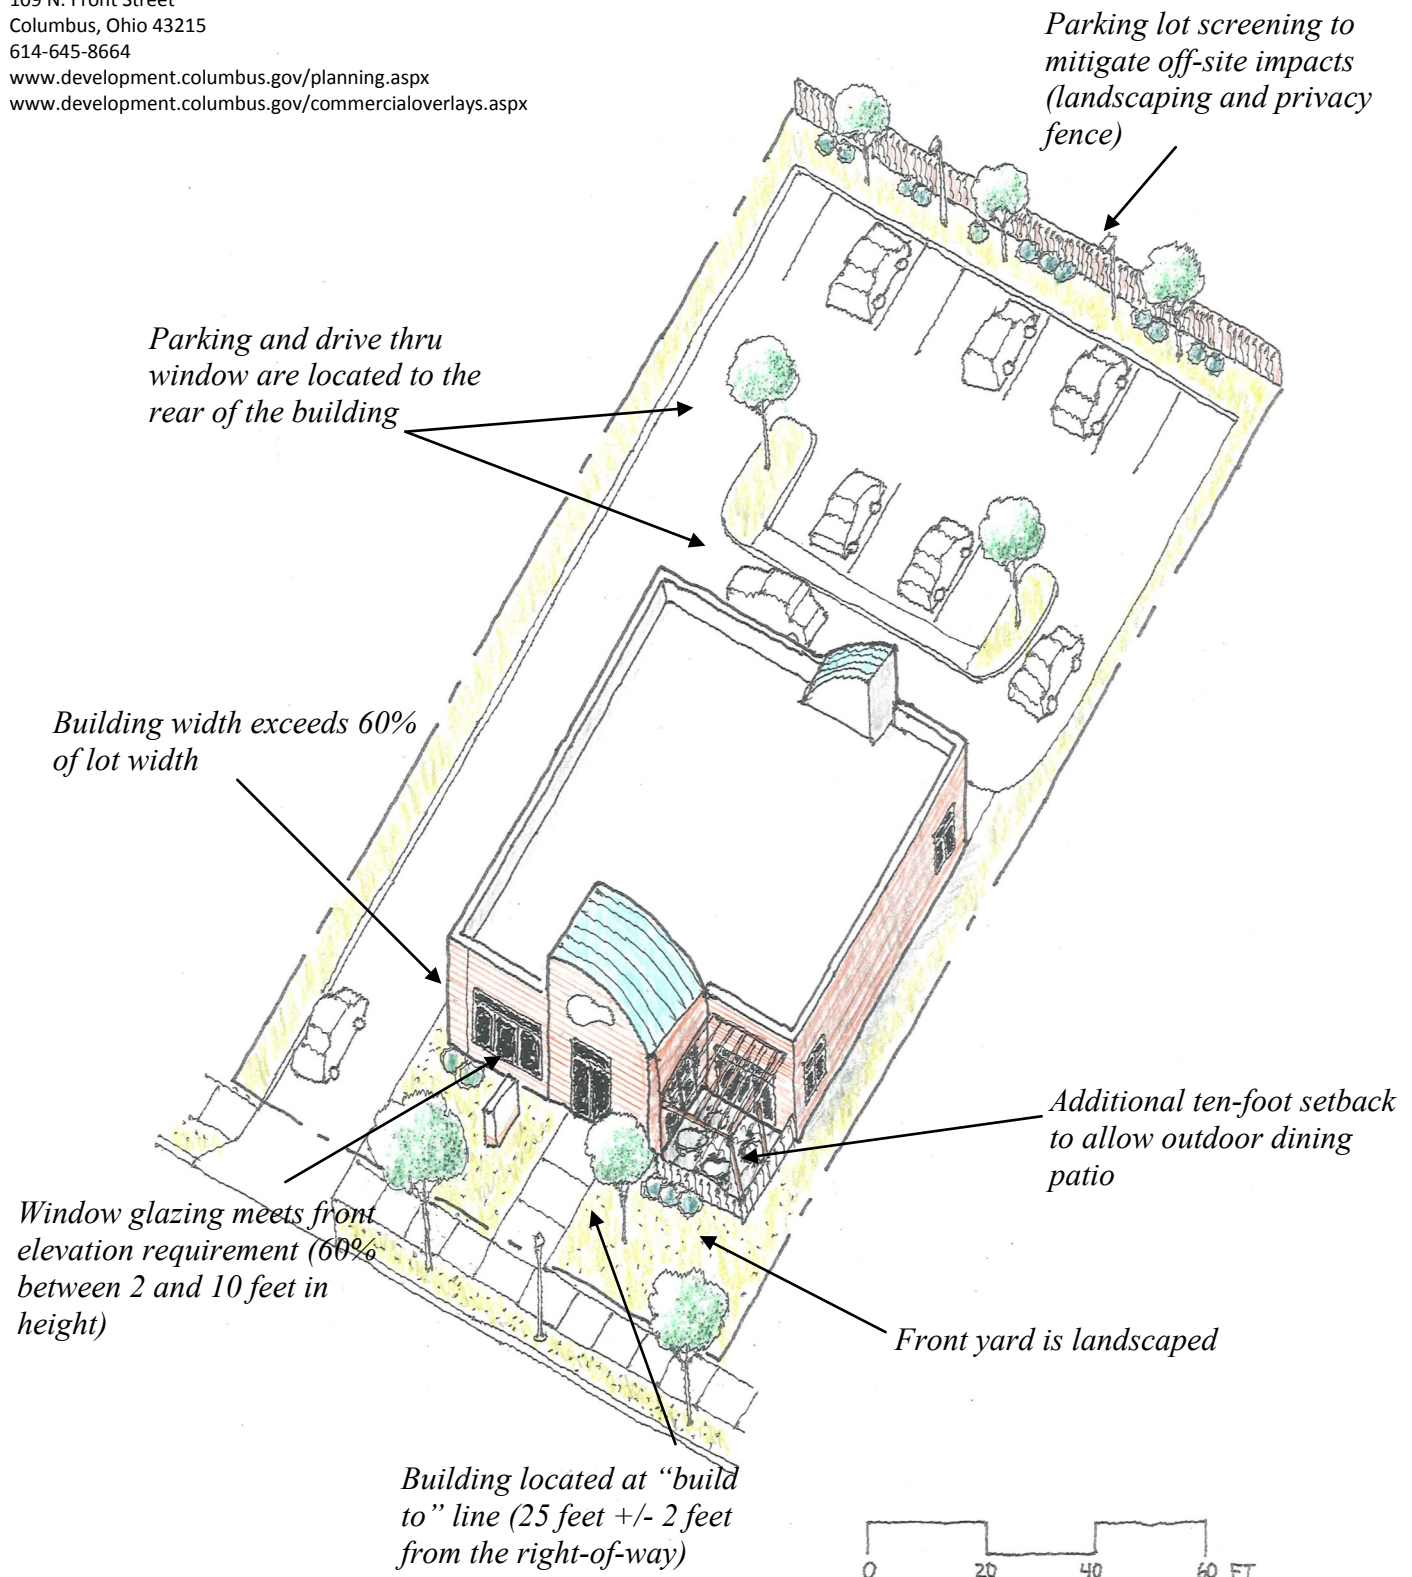 109 N. Front Street
Columbus, Ohio 43215
614-645-8664
www.development.columbus.gov/planning.aspx
www.development.columbus.gov/commercialoverlays.aspx
Parking lot screening to
mitigate off-site impacts
(landscaping and privacy
fence)
Parking and drive thru
window are located to the
rear of the building
Building width exceeds 60%
of lot width
Additional ten-foot setback
to allow outdoor dining
patio
Window glazing meets front
elevation requirement (60%
between 2 and 10 feet in
height)
Front yard is landscaped
Building located at “build
to” line (25 feet +/- 2 feet
from the right-of-way)
0 20 40 60 FT